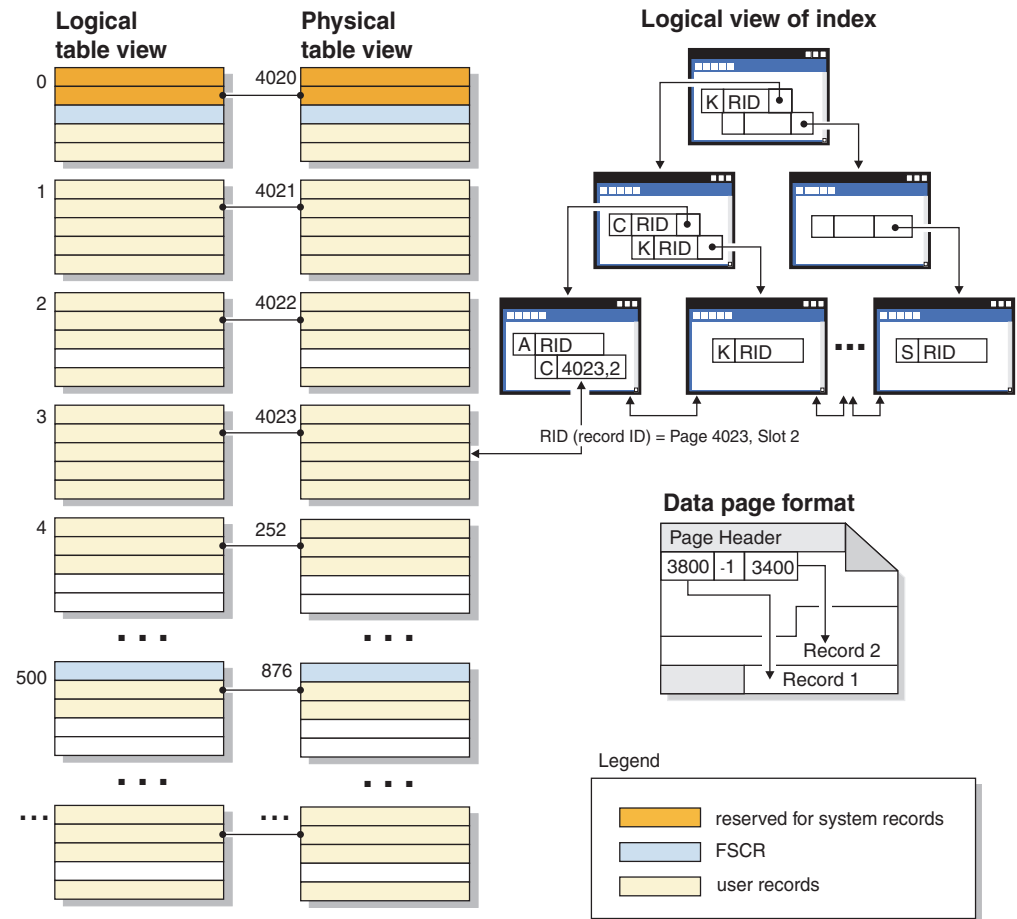 Logical
table view
Physical
table view
0
4020
1
4021
2
4022
3
4023
4
252
■ ■ ■
■ ■ ■
500
876
■ ■ ■
■ ■ ■
...
...
Logical view of index
K RID
C RID
K RID
A RID
C 4023,2
K RID
...
S RID
RID (record ID) = Page 4023, Slot 2
Data page format
Page Header
3800 -1 3400
Record 2
Record 1
Legend
reserved for system records
FSCR
user records